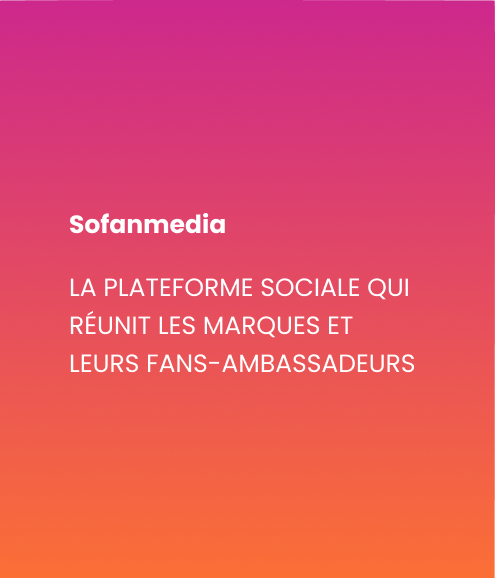 Sofanmedia
LA PLATEFORME SOCIALE QUI
RÉUNIT LES MARQUES ET
LEURS FANS-AMBASSADEURS